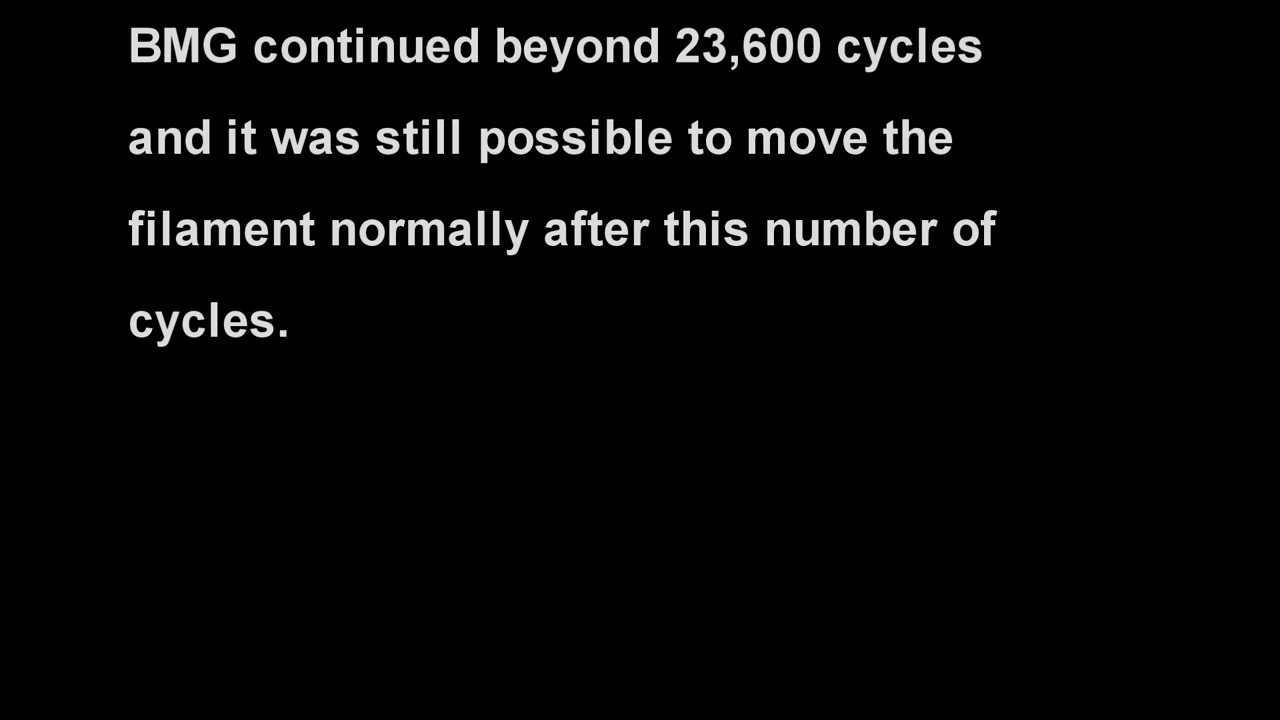 BMG continued beyond 23,600 cycles
and it was still possible to move the
filament normally after this number of
cycles.